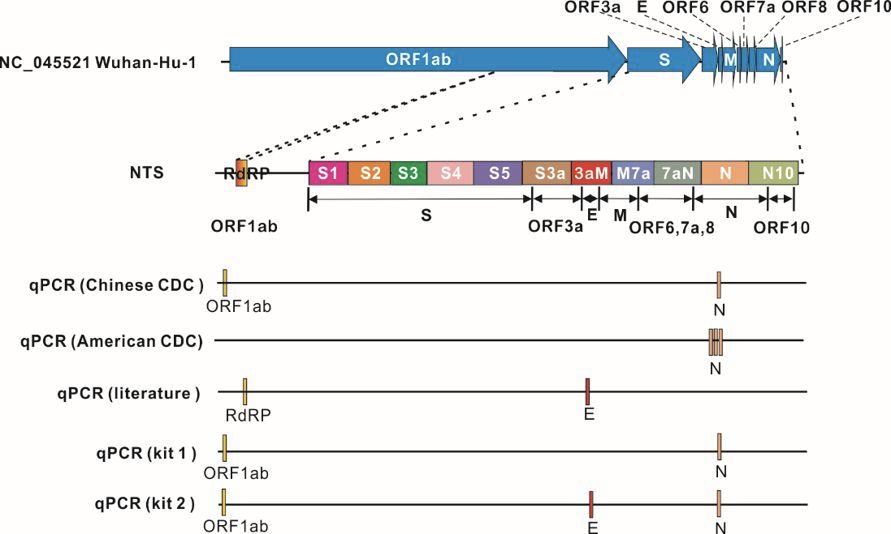 ORF3a E ORF6 ORF7a ORF8 ORF10
NC_045521 Wuhan-Hu-1 ORF1ab S M N
NTS RdRP S1 S2 S3 S4 S5 S3a 3aM M7a 7aN N N10
ORF1ab S ORF3a E M ORF6,7a,8 N ORF10
qPCR (Chinese CDC )
ORF1ab N
qPCR (American CDC)
N
qPCR (literature )
RdRP E
qPCR (kit 1 )
ORF1ab N
qPCR (kit 2 )
ORF1ab E N